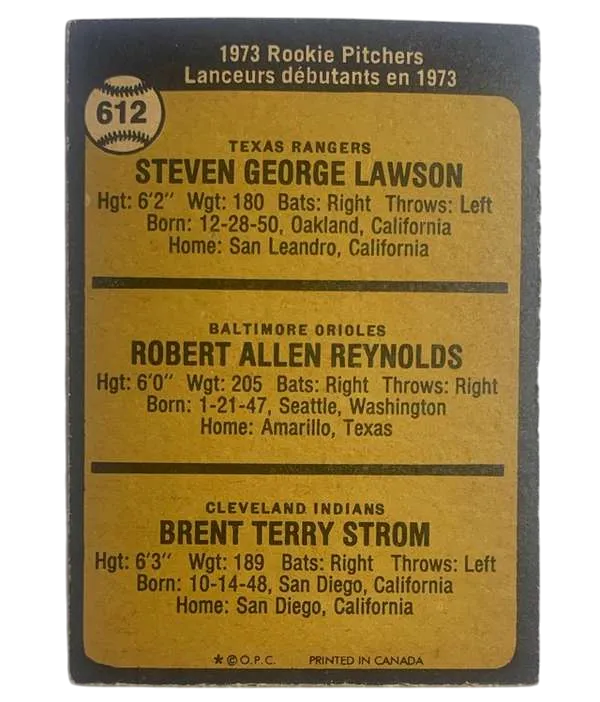 1973 Rookie Pitchers
Lanceurs débutants en 1973
612
TEXAS RANGERS
STEVEN GEORGE LAWSON
Hgt: 6'2" Wgt: 180 Bats: Right Throws: Left
Born: 12-28-50, Oakland, California
Home: San Leandro, California
BALTIMORE ORIOLES
ROBERT ALLEN REYNOLDS
Hgt: 6'0" Wgt: 205 Bats: Right Throws: Right
Born: 1-21-47, Seattle, Washington
Home: Amarillo, Texas
CLEVELAND INDIANS
BRENT TERRY STROM
Hgt: 6'3" Wgt: 189 Bats: Right Throws: Left
Born: 10-14-48, San Diego, California
Home: San Diego, California
* © O.P.C. PRINTED IN CANADA